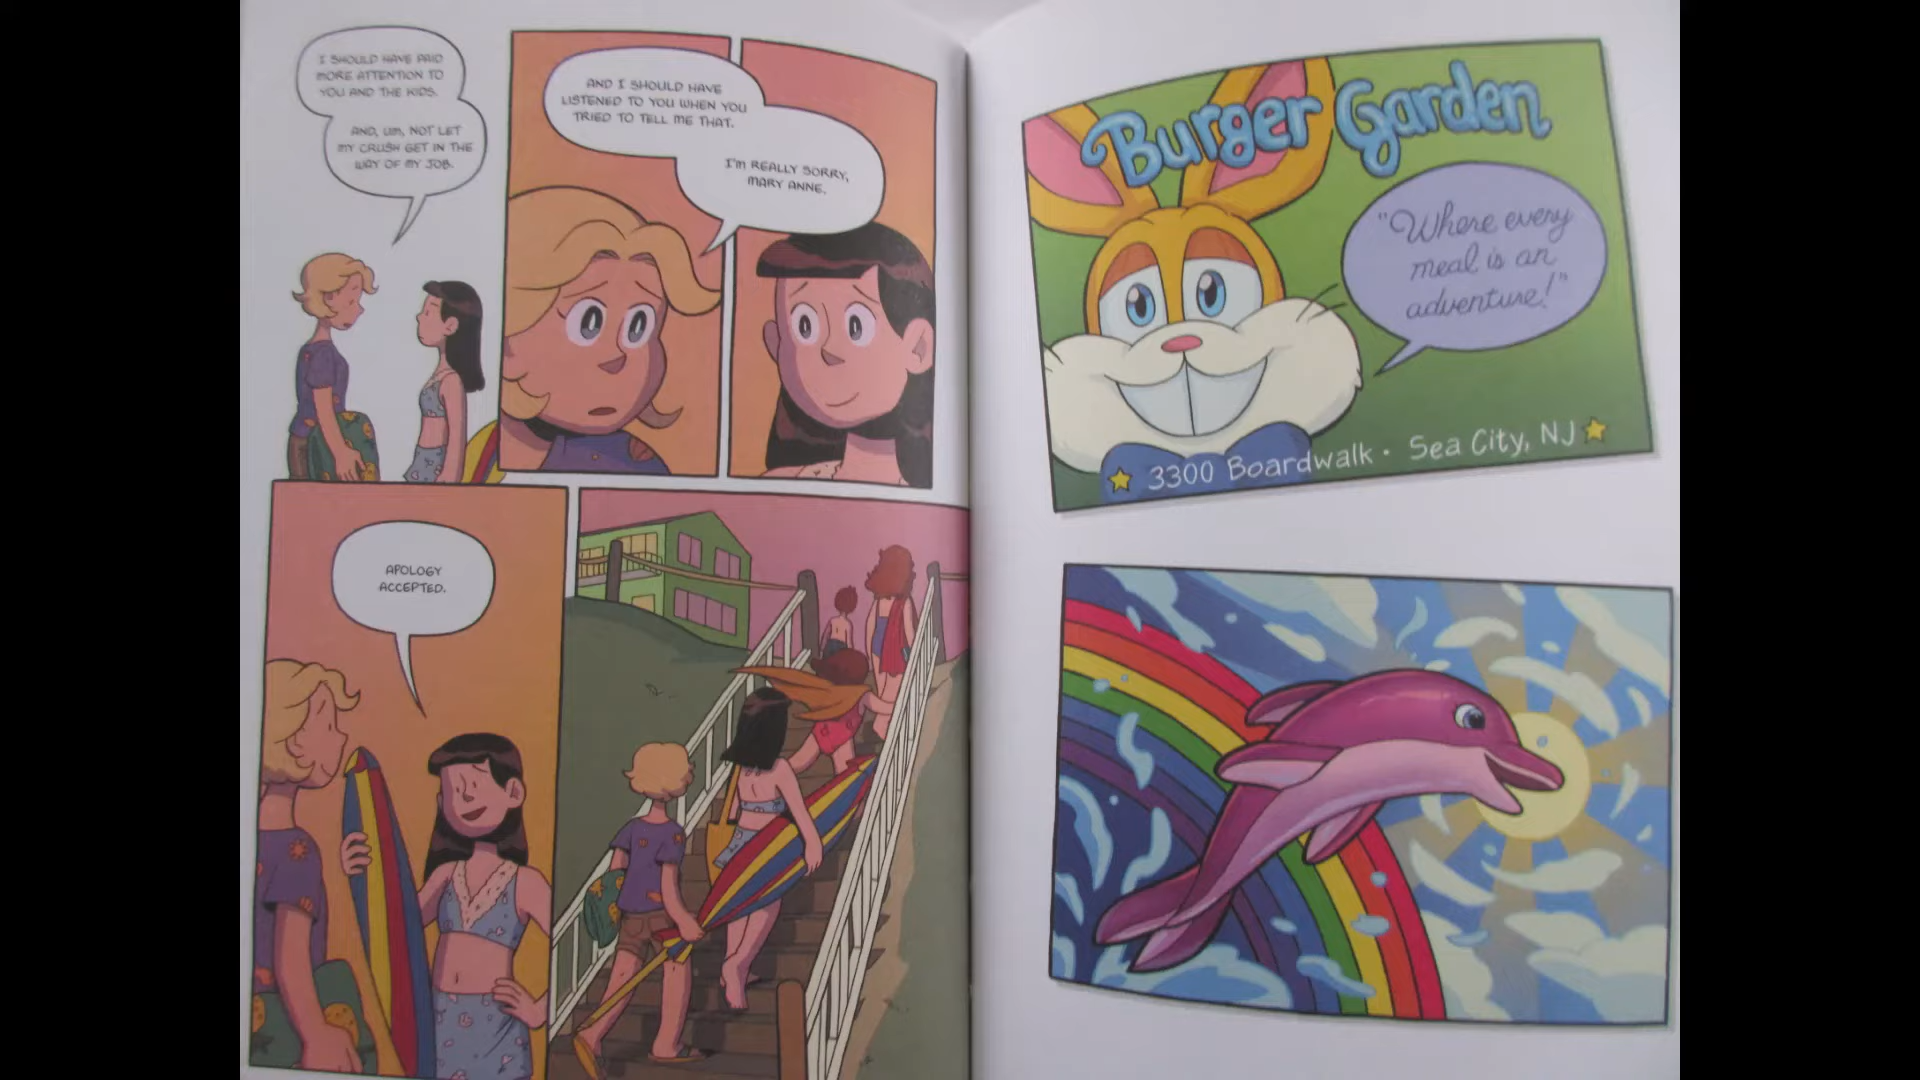 I SHOULD HAVE PAID
MORE ATTENTION TO
YOU AND THE KIDS.
AND, UM, NOT LET
MY CRUSH GET IN THE
WAY OF MY JOB.
AND I SHOULD HAVE
LISTENED TO YOU WHEN YOU
TRIED TO TELL ME THAT.
I'M REALLY SORRY,
MARY ANNE.
APOLOGY
ACCEPTED.
Burger Garden
"Where every
meal is an
adventure!"
3300 Boardwalk • Sea City, NJ